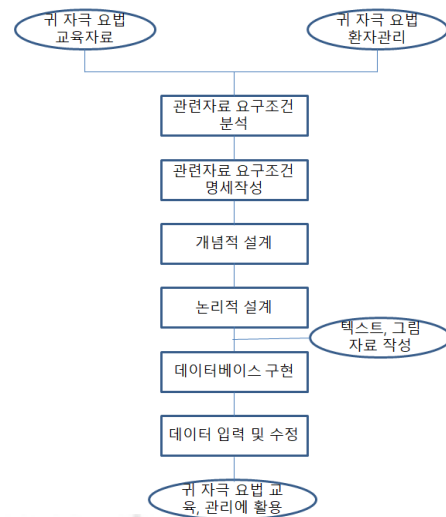 귀 자극 요법
교육자료
귀 자극 요법
환자관리
관련자료 요구조건
분석
관련자료 요구조건
명세작성
개념적 설계
논리적 설계
텍스트, 그림
자료 작성
데이터베이스 구현
데이터 입력 및 수정
귀 자극 요법 교
육, 관리에 활용